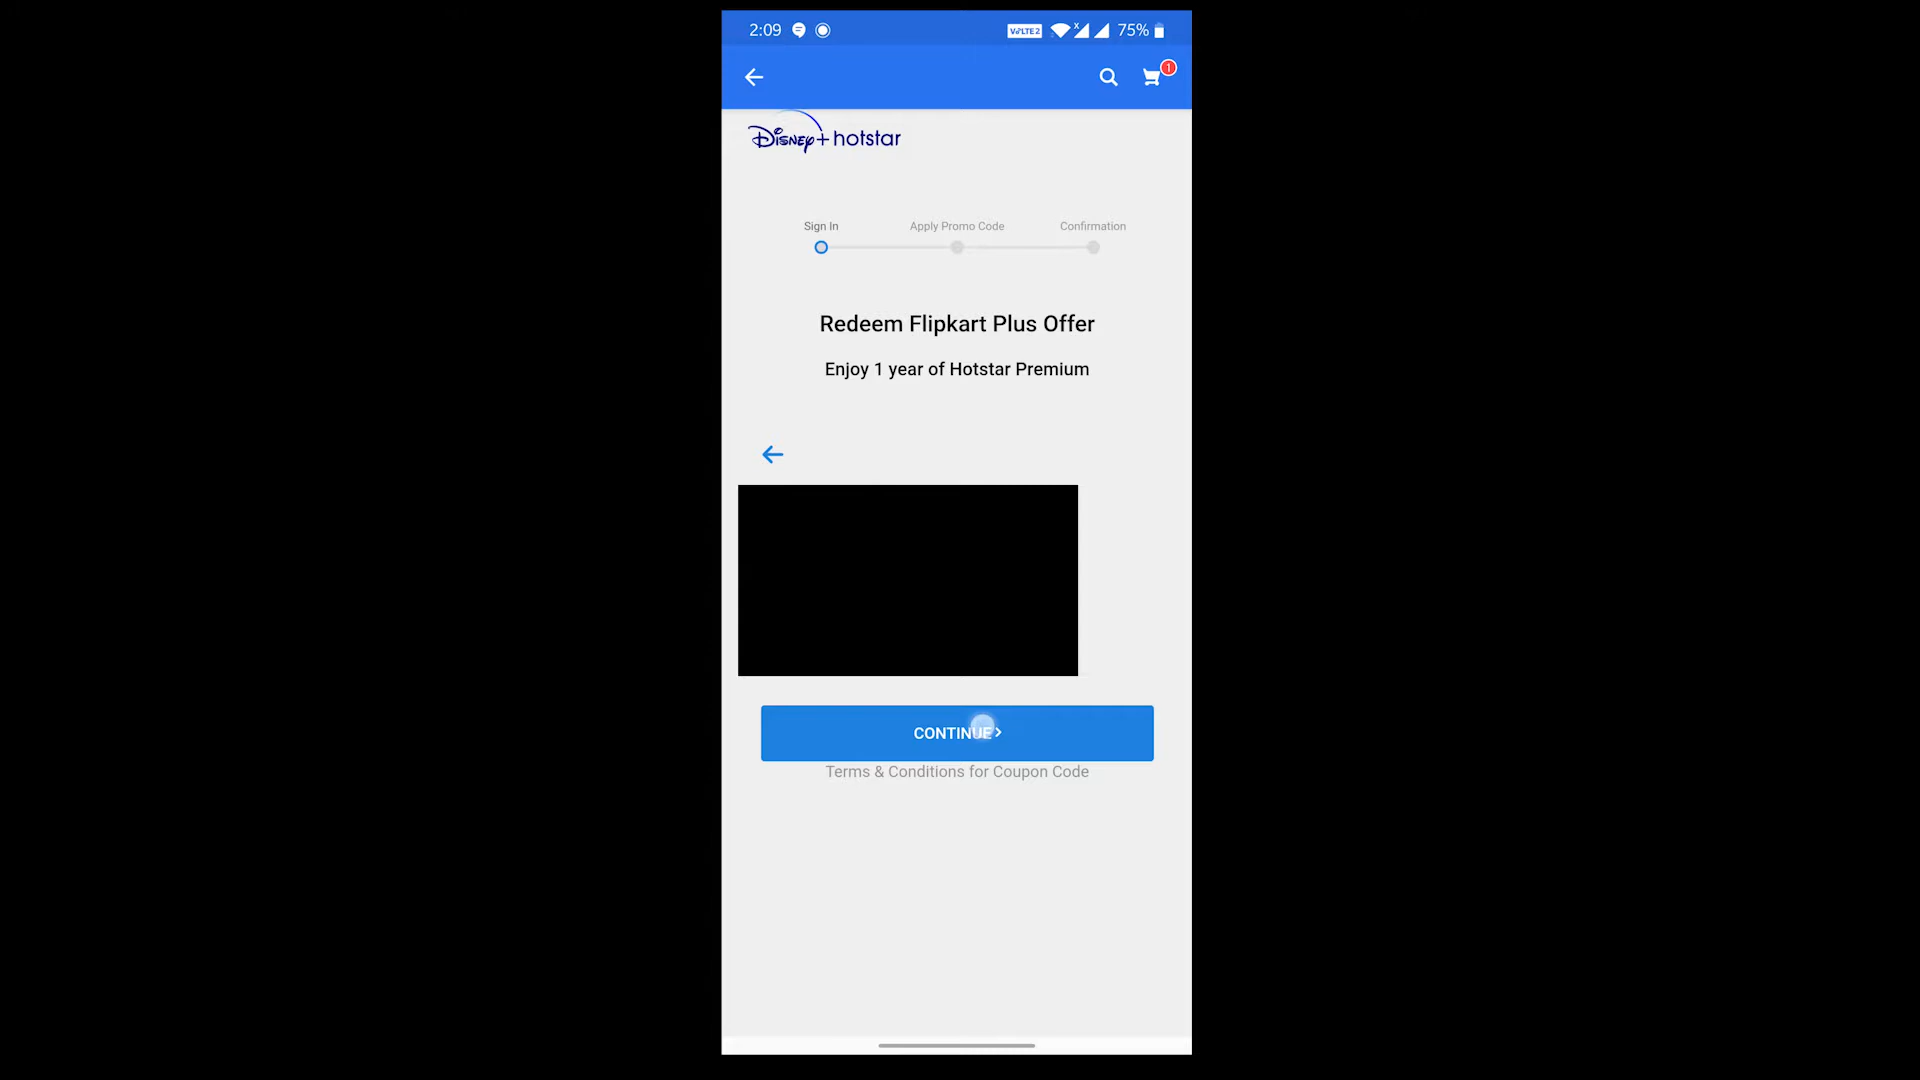 2:09 VoLTE2 75%
1
Disney+ hotstar
Sign In Apply Promo Code Confirmation
Redeem Flipkart Plus Offer
Enjoy 1 year of Hotstar Premium
CONTINUE
Terms & Conditions for Coupon Code